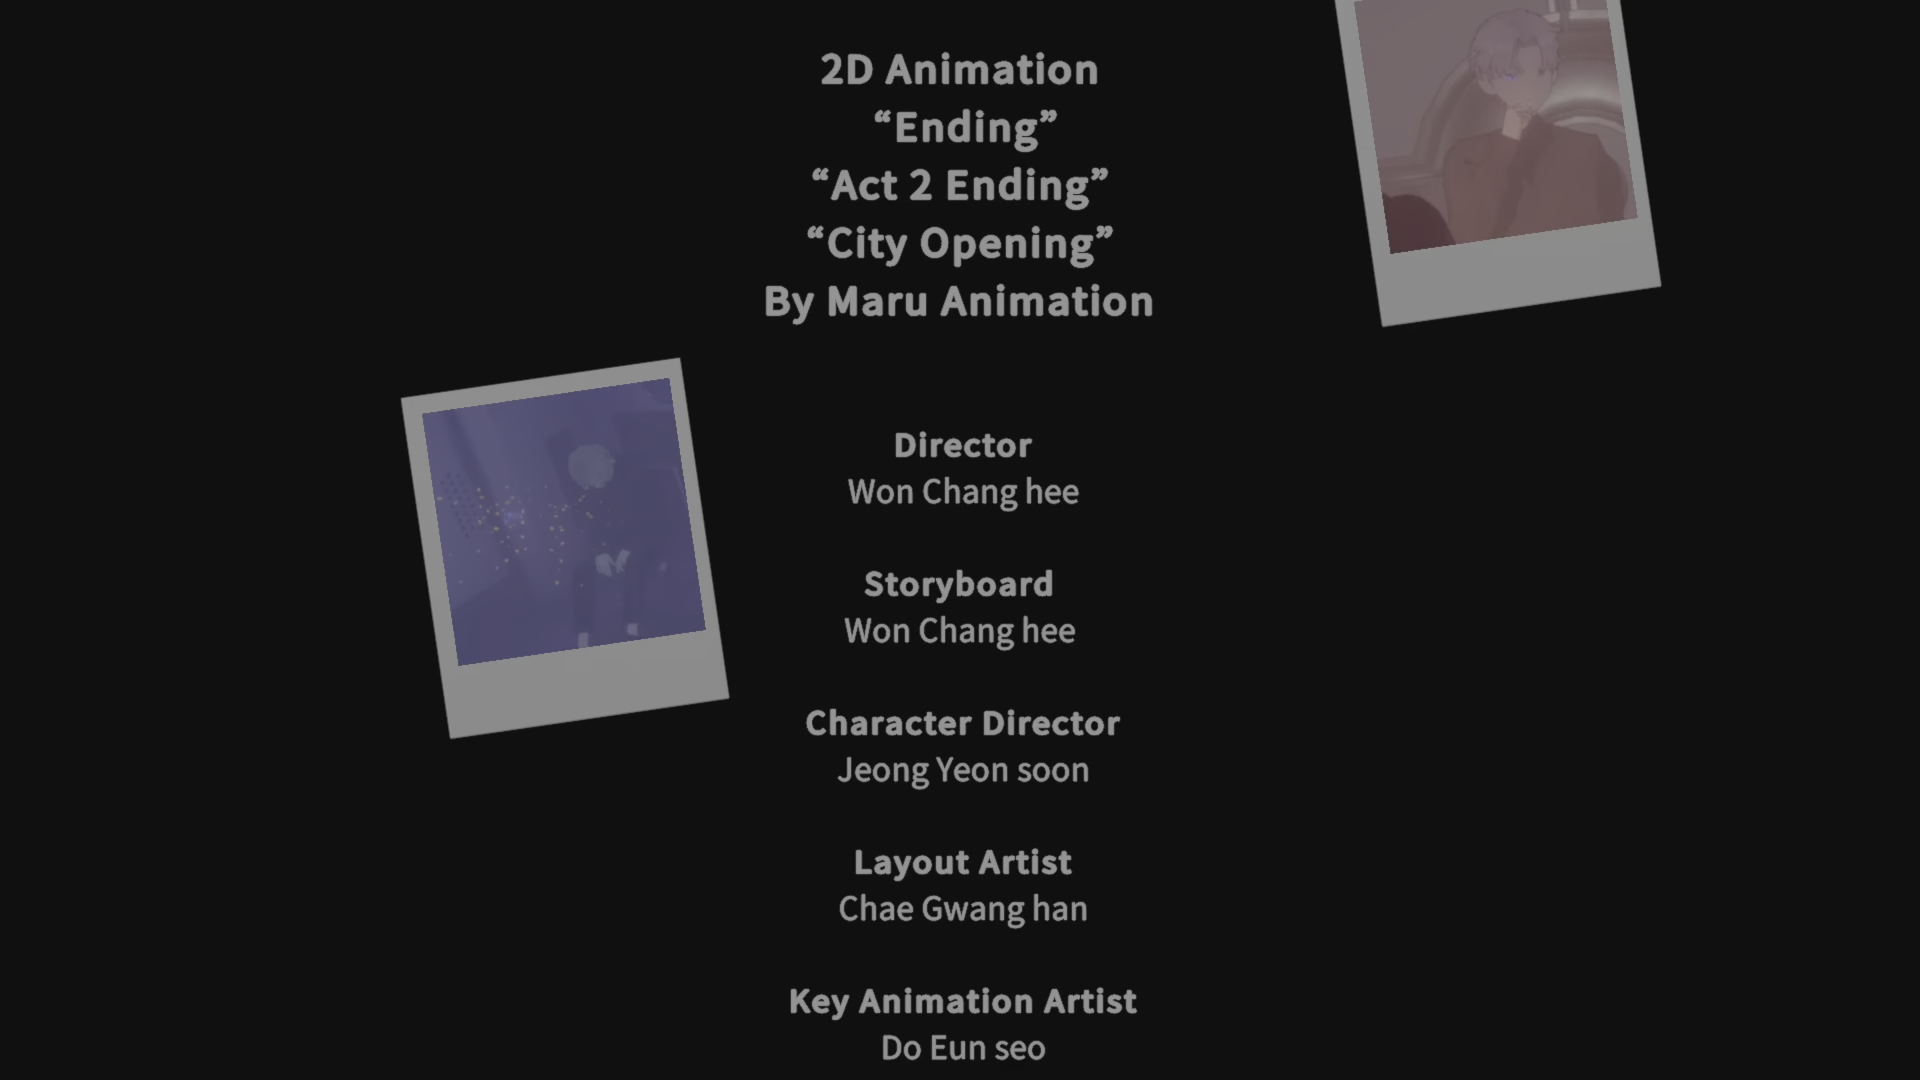 2D Animation
“Ending”
“Act 2 Ending”
“City Opening”
By Maru Animation
Director
Won Chang hee
Storyboard
Won Chang hee
Character Director
Jeong Yeon soon
Layout Artist
Chae Gwang han
Key Animation Artist
Do Eun seo